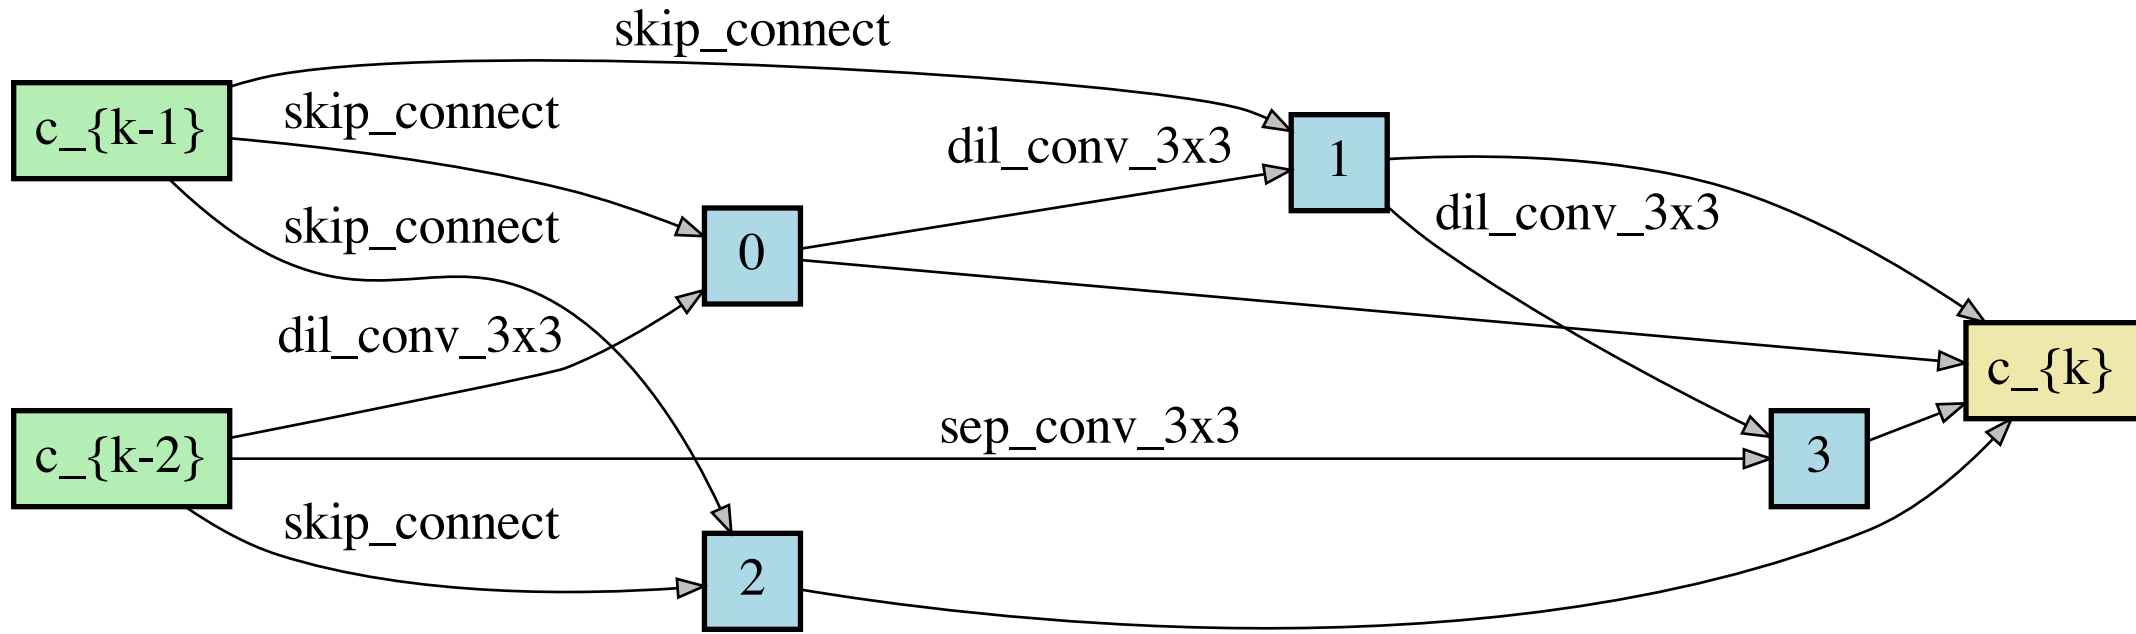 skip_connect
c_{k-1}
skip_connect
dil_conv_3x3
1
skip_connect
0
dil_conv_3x3
dil_conv_3x3
c_{k}
c_{k-2}
sep_conv_3x3
3
skip_connect
2